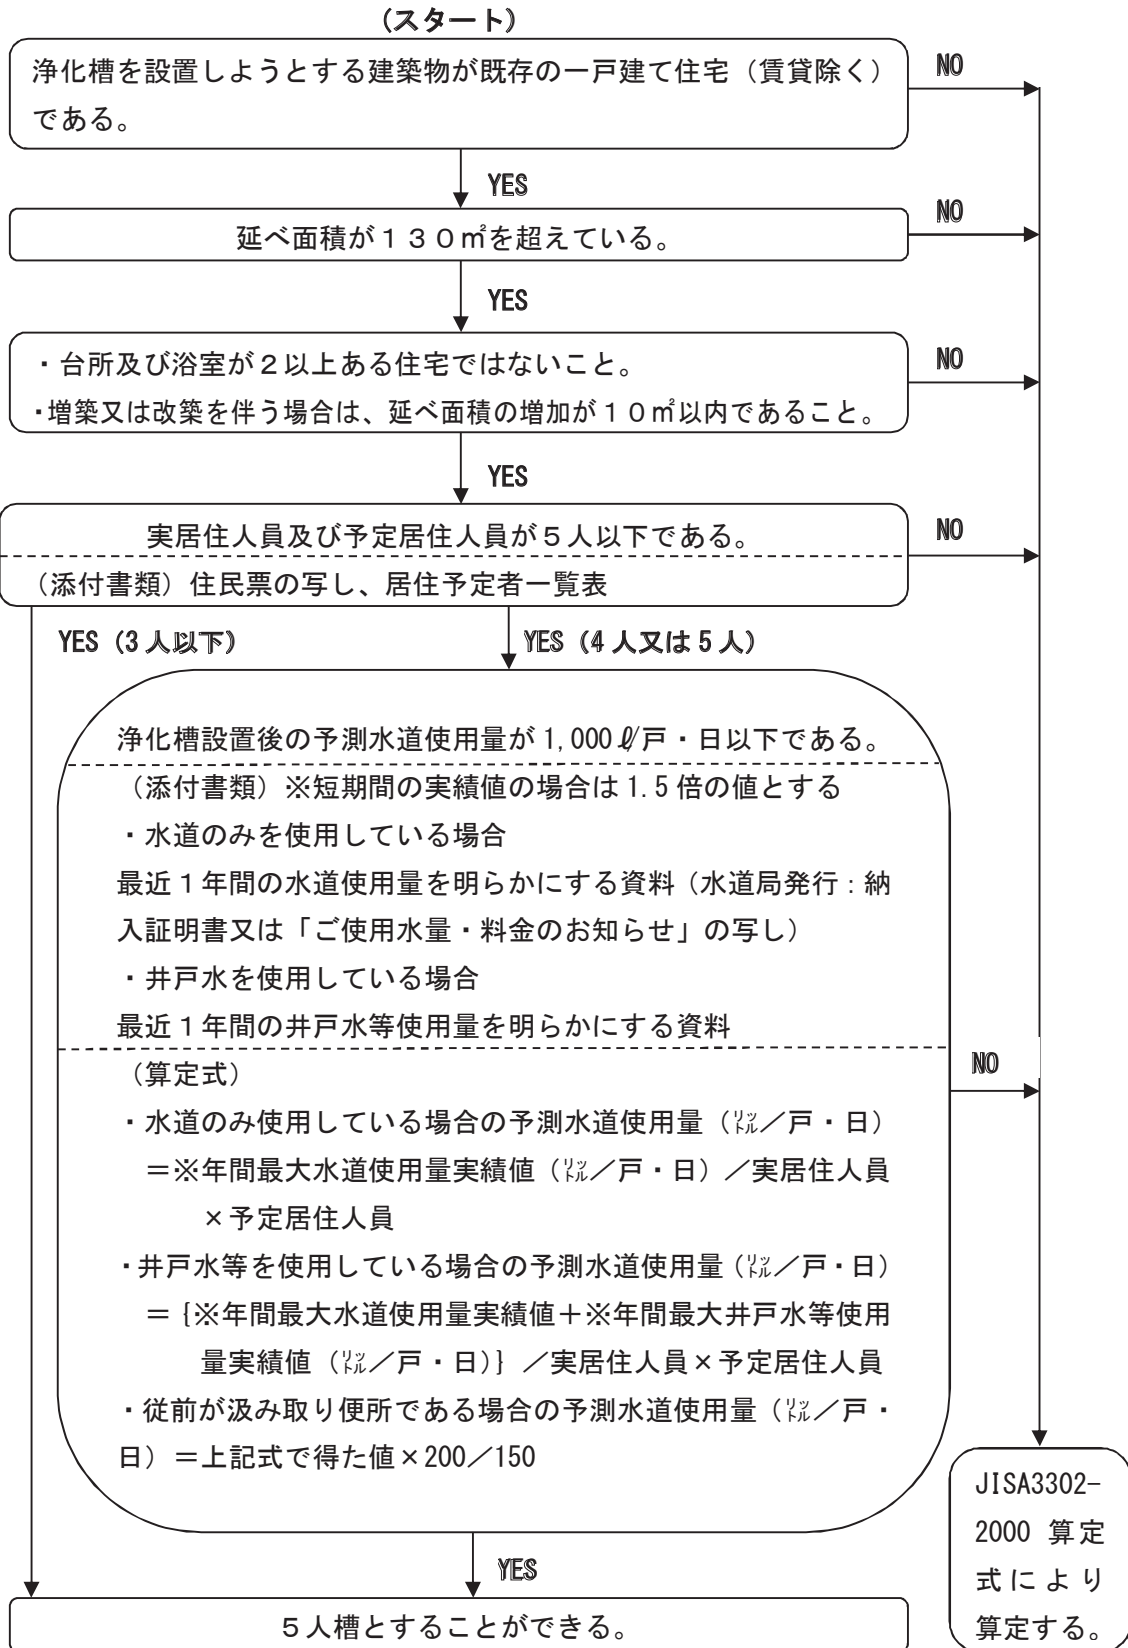 (スタート)
浄化槽を設置しようとする建築物が既存の一戸建て住宅（賃貸除く）
である。
NO
YES
延べ面積が１３０㎡を超えている。
NO
YES
・台所及び浴室が２以上ある住宅ではないこと。
・増築又は改築を伴う場合は、延べ面積の増加が１０㎡以内であること。
NO
YES
実居住人員及び予定居住人員が５人以下である。
（添付書類）住民票の写し、居住予定者一覧表
NO
YES（3人以下）
YES（4人又は5人）
浄化槽設置後の予測水道使用量が1,000ℓ/戸・日以下である。
（添付書類）※短期間の実績値の場合は1.5倍の値とする
・水道のみを使用している場合
最近１年間の水道使用量を明らかにする資料（水道局発行：納
入証明書又は「ご使用水量・料金のお知らせ」の写し）
・井戸水を使用している場合
最近１年間の井戸水等使用量を明らかにする資料
（算定式）
・水道のみ使用している場合の予測水道使用量（㍑／戸・日）
＝※年間最大水道使用量実績値（㍑／戸・日）／実居住人員
×予定居住人員
・井戸水等を使用している場合の予測水道使用量（㍑／戸・日）
＝{※年間最大水道使用量実績値＋※年間最大井戸水等使用
量実績値（㍑／戸・日)}／実居住人員×予定居住人員
・従前が汲み取り便所である場合の予測水道使用量（㍑／戸・
日）＝上記式で得た値×200／150
NO
YES
５人槽とすることができる。
JISA3302-
2000 算定
式により
算定する。